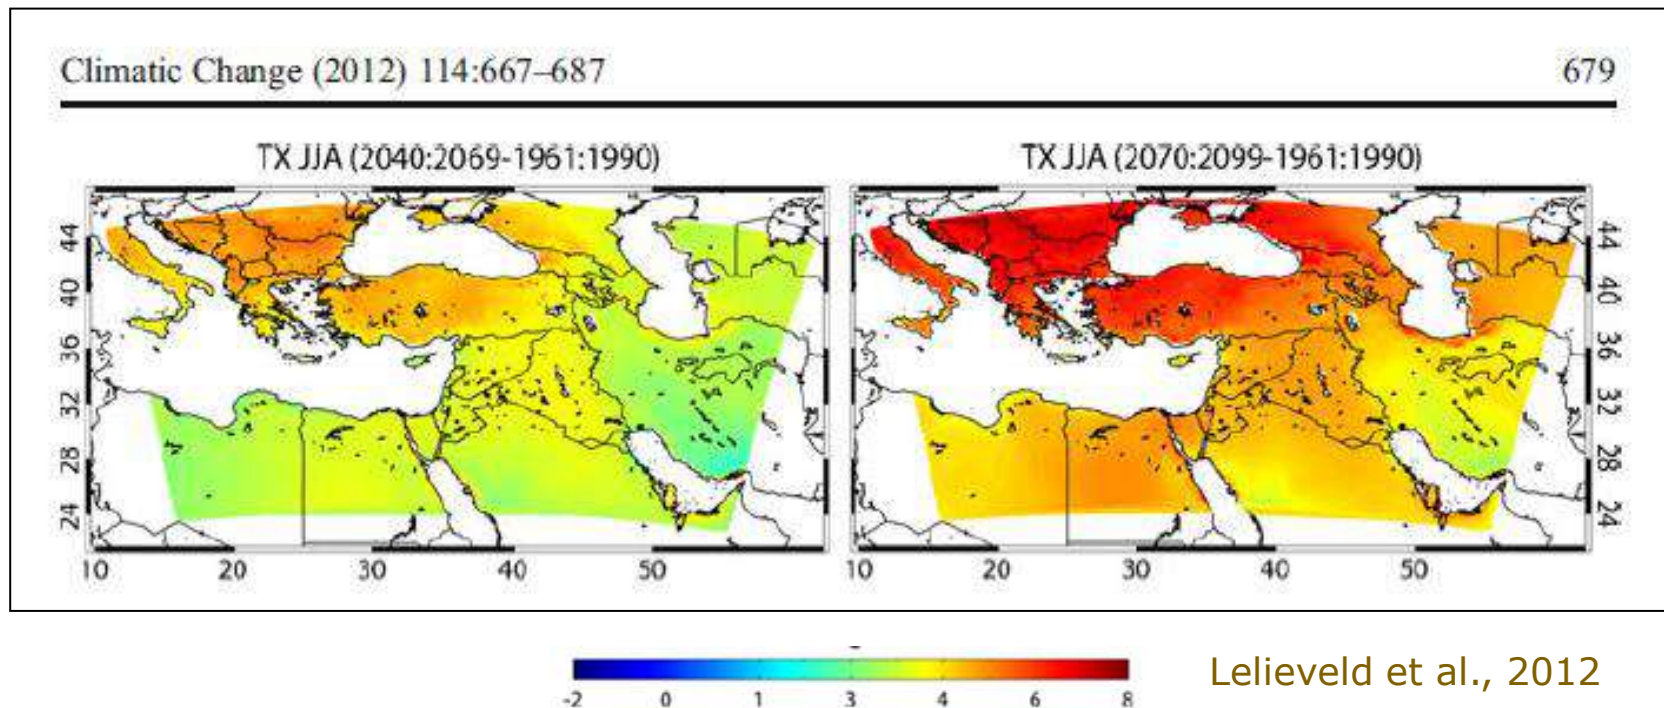 Climatic Change (2012) 114:667–687 679
TX JJA (2040:2069-1961:1990) TX JJA (2070:2099-1961:1990)
44 44
40 40
36 36
32 32
28 28
24 24
10 20 30 40 50 10 20 30 40 50
-2 0 1 3 4 6 8
Lelieveld et al., 2012